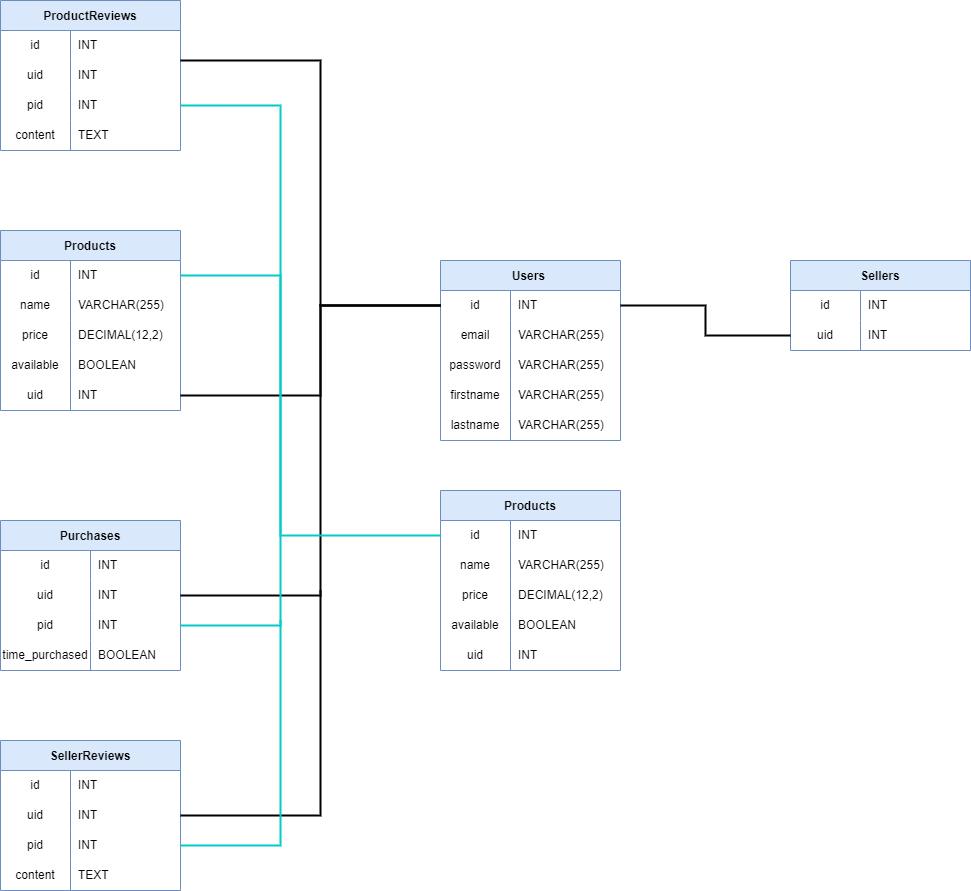 ProductReviews
id INT
uid INT
pid INT
content TEXT
Products
id INT
name VARCHAR(255)
price DECIMAL(12,2)
available BOOLEAN
uid INT
Purchases
id INT
uid INT
pid INT
time_purchased BOOLEAN
SellerReviews
id INT
uid INT
pid INT
content TEXT
Users
id INT
email VARCHAR(255)
password VARCHAR(255)
firstname VARCHAR(255)
lastname VARCHAR(255)
Products
id INT
name VARCHAR(255)
price DECIMAL(12,2)
available BOOLEAN
uid INT
Sellers
id INT
uid INT